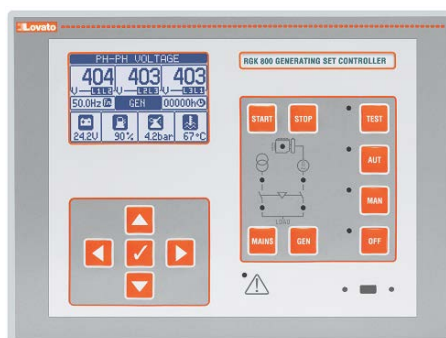 Lovato
PH-PH VOLTAGE
404 403 403
V L1L2 V L2L3 V L3L1
50.0Hz GEN 00000h
24.2V 90% 4.2bar 67°C
RGK 800 GENERATING SET CONTROLLER
START STOP TEST
AUT
MAN
LOAD
MAINS GEN OFF